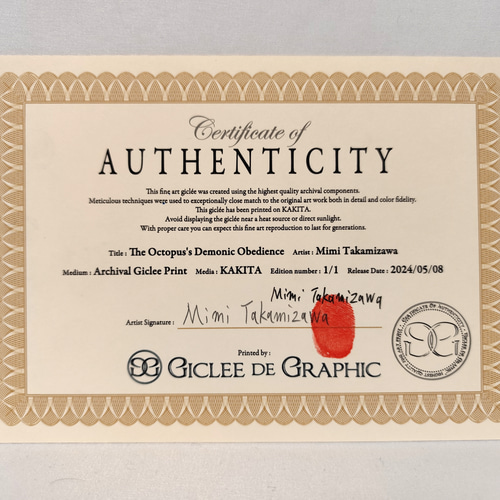 Certificate of
AUTHENTICITY
This fine art giclée was created using the highest quality archival components.
Meticulous techniques were used to exceptionally close match to the original art work both in detail and color fidelity.
This giclée has been printed on KAKITA.
Avoid displaying the giclée near a heat source or direct sunlight.
With proper care you can expect this fine art reproduction to last for generations.
Title : The Octopus's Demonic Obedience Artist : Mimi Takamizawa
Medium : Archival Giclee Print Media : KAKITA Edition number : 1/1 Release Date : 2024/05/08
Mimi Takamizawa
Artist Signature : Mimi Takamizawa
Printed by :
GICLEE DE GRAPHIC
CERTIFICATE OF AUTHENTICITY